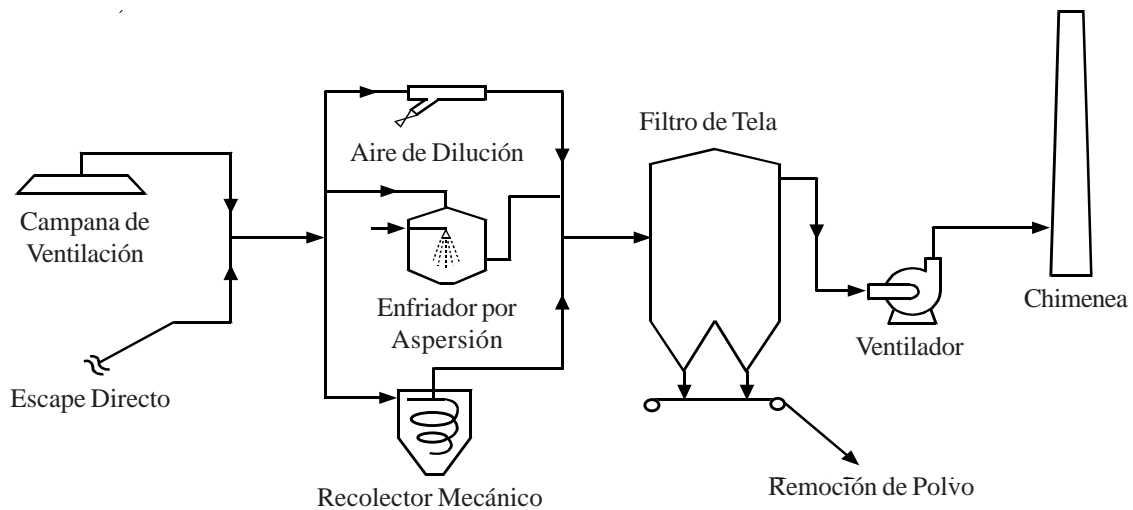 Filtro de Tela
Aire de Dilución
Campana de
Ventilación
Enfriador por
Aspersión
Chimenea
Ventilador
Escape Directo
Remoción de Polvo
Recolector Mecánico